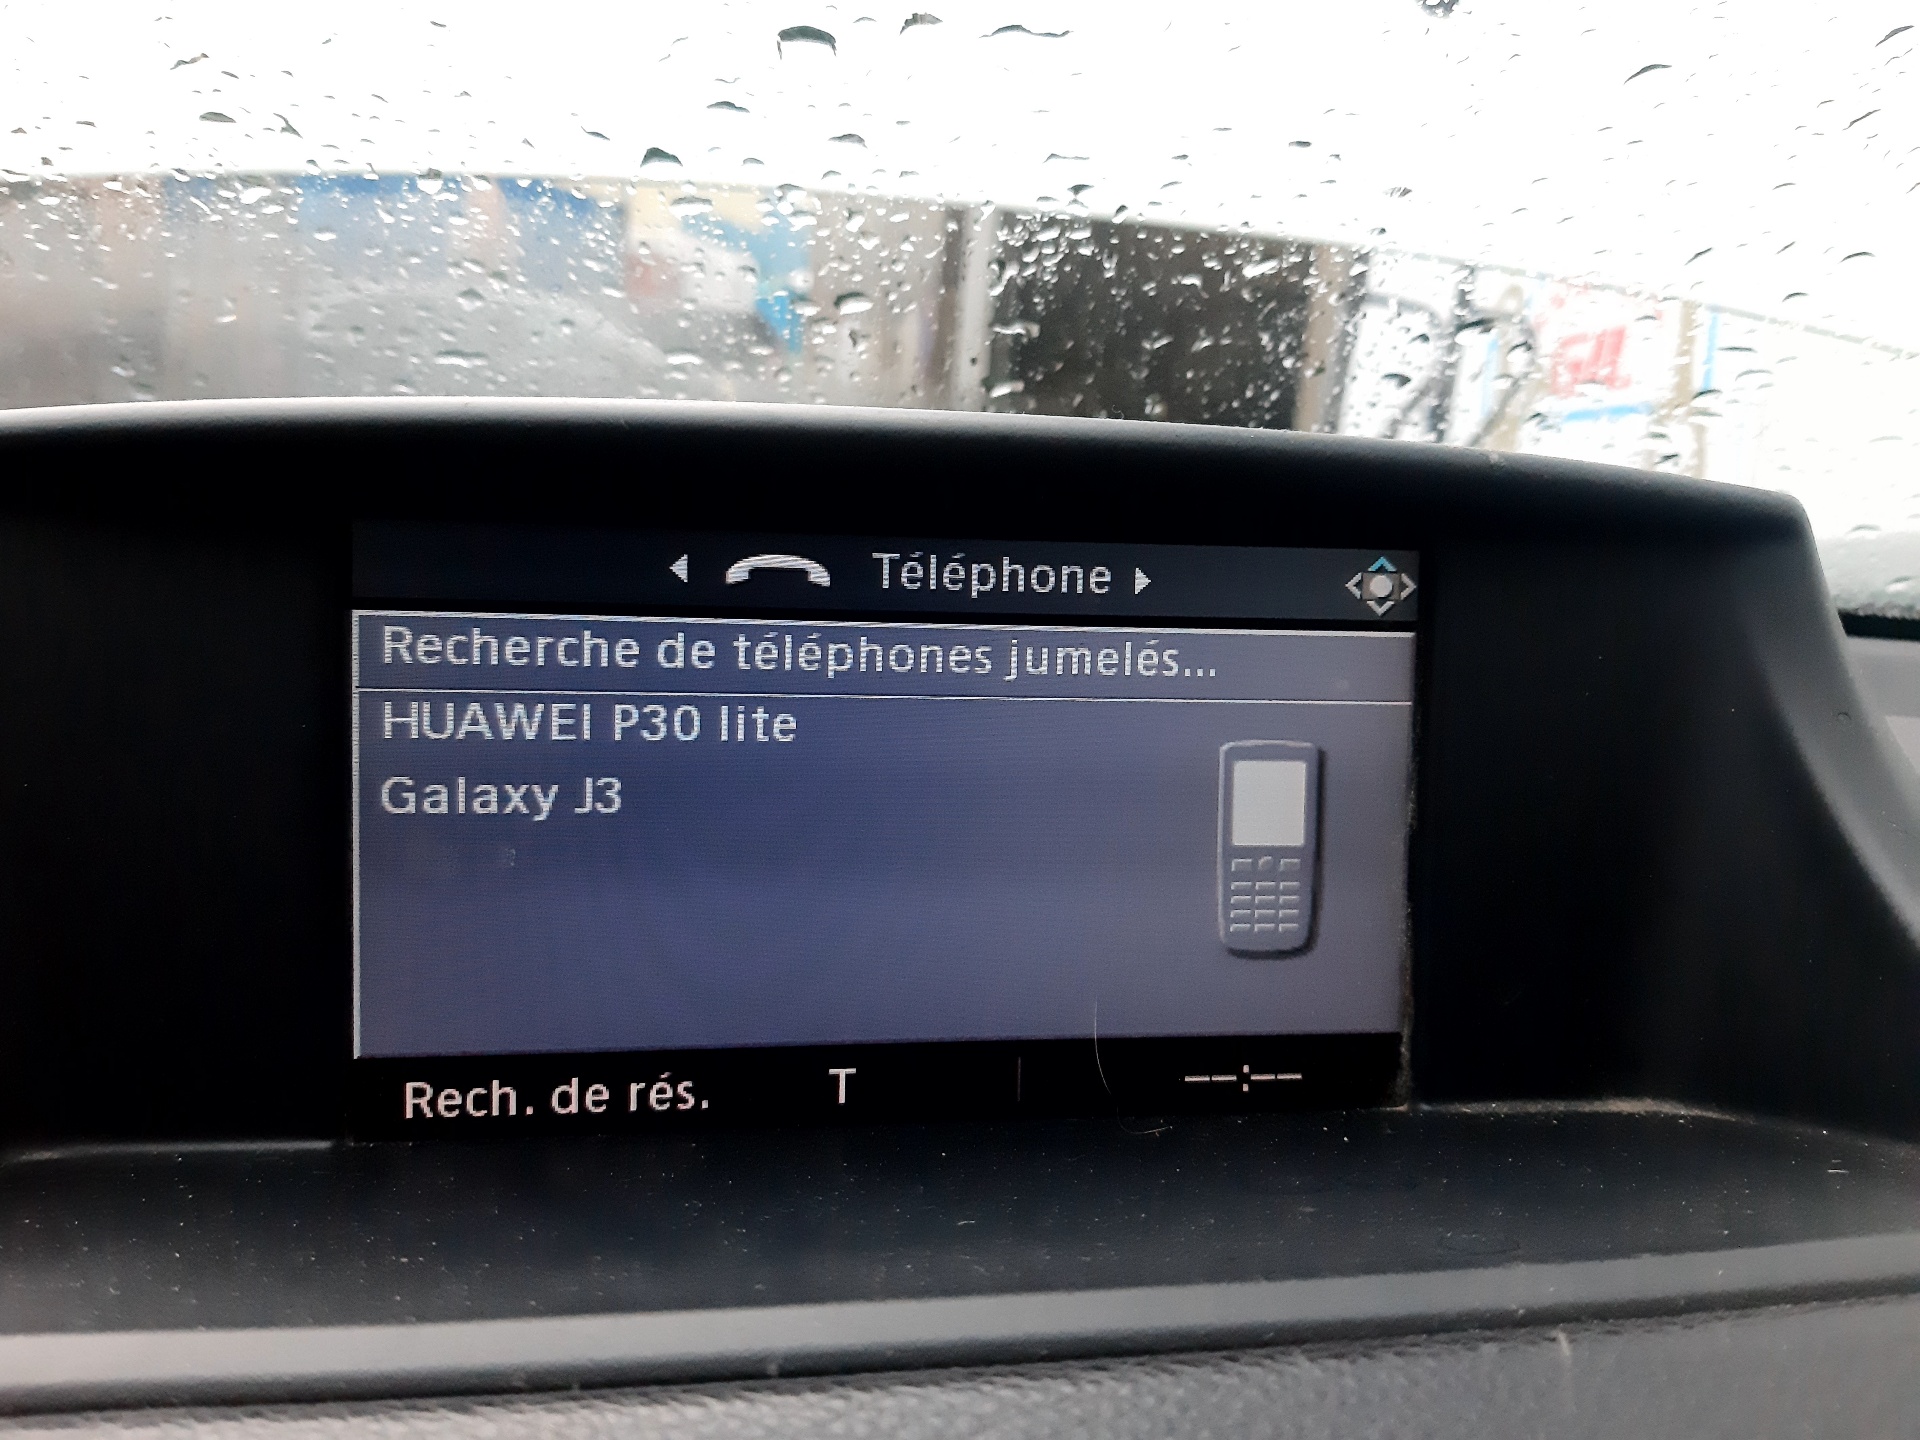 Téléphone
Recherche de téléphones jumelés...
HUAWEI P30 lite
Galaxy J3
Rech. de rés. T --:--